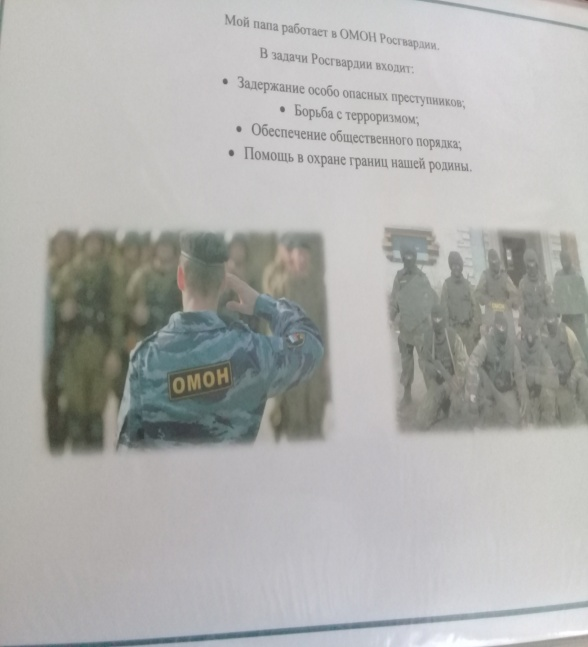 Мой папа работает в ОМОН Росгвардии.
В задачи Росгвардии входит:
• Задержание особо опасных преступников;
• Борьба с терроризмом;
• Обеспечение общественного порядка;
• Помощь в охране границ нашей родины.
ОМОН